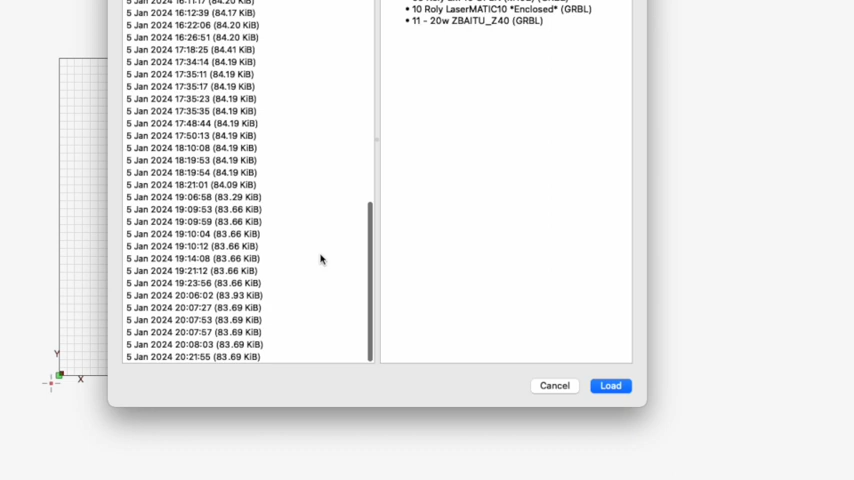 5 Jan 2024 16:11:17 (84.20 KiB)
5 Jan 2024 16:12:39 (84.17 KiB)
5 Jan 2024 16:22:06 (84.20 KiB)
5 Jan 2024 16:26:51 (84.20 KiB)
5 Jan 2024 17:18:25 (84.41 KiB)
5 Jan 2024 17:34:14 (84.19 KiB)
5 Jan 2024 17:35:11 (84.19 KiB)
5 Jan 2024 17:35:17 (84.19 KiB)
5 Jan 2024 17:35:23 (84.19 KiB)
5 Jan 2024 17:35:35 (84.19 KiB)
5 Jan 2024 17:48:44 (84.19 KiB)
5 Jan 2024 17:50:13 (84.19 KiB)
5 Jan 2024 18:10:08 (84.19 KiB)
5 Jan 2024 18:19:53 (84.19 KiB)
5 Jan 2024 18:19:54 (84.19 KiB)
5 Jan 2024 18:21:01 (84.09 KiB)
5 Jan 2024 19:06:58 (83.29 KiB)
5 Jan 2024 19:09:53 (83.66 KiB)
5 Jan 2024 19:09:59 (83.66 KiB)
5 Jan 2024 19:10:04 (83.66 KiB)
5 Jan 2024 19:10:12 (83.66 KiB)
5 Jan 2024 19:14:08 (83.66 KiB)
5 Jan 2024 19:21:12 (83.66 KiB)
5 Jan 2024 19:23:56 (83.66 KiB)
5 Jan 2024 20:06:02 (83.93 KiB)
5 Jan 2024 20:07:27 (83.69 KiB)
5 Jan 2024 20:07:53 (83.69 KiB)
5 Jan 2024 20:07:57 (83.69 KiB)
5 Jan 2024 20:08:03 (83.69 KiB)
5 Jan 2024 20:21:55 (83.69 KiB)
• 10 Roly LaserMATIC10 *Enclosed* (GRBL)
• 11 - 20w ZBAITU_Z40 (GRBL)
Y
X
Cancel
Load